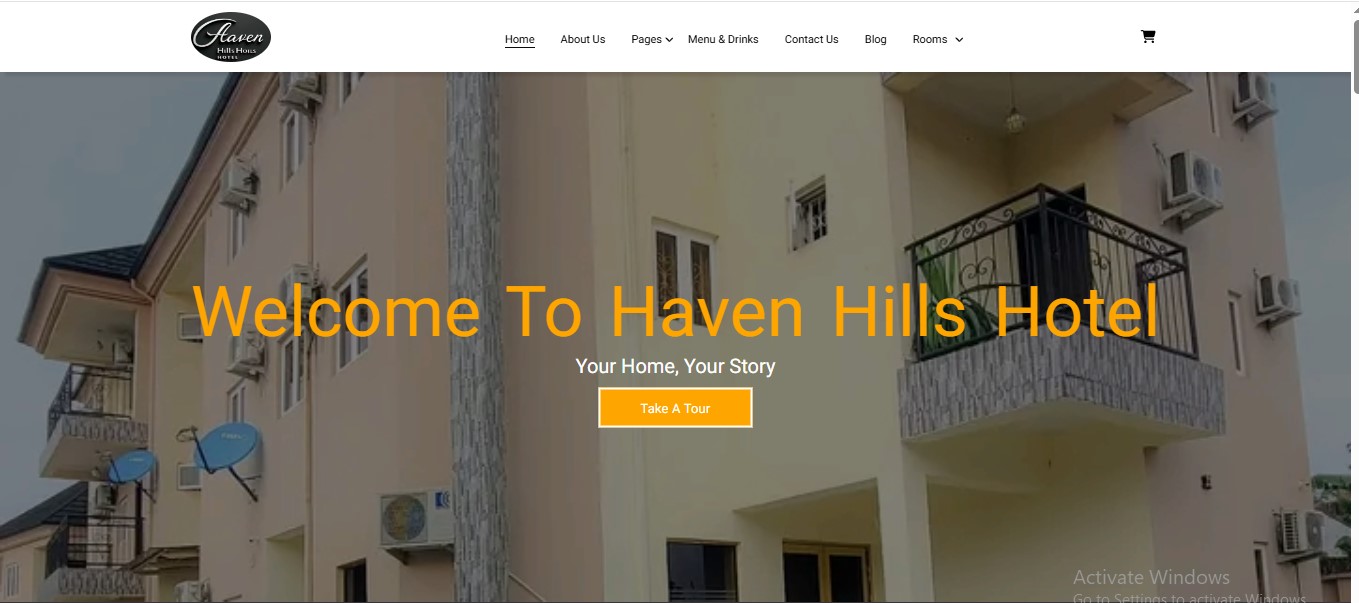 Haven
Hills Hotls
HOTEL
Home About Us Pages Menu & Drinks Contact Us Blog Rooms
Welcome To Haven Hills Hotel
Your Home, Your Story
Take A Tour
Activate Windows
Go to Settings to activate Windows.